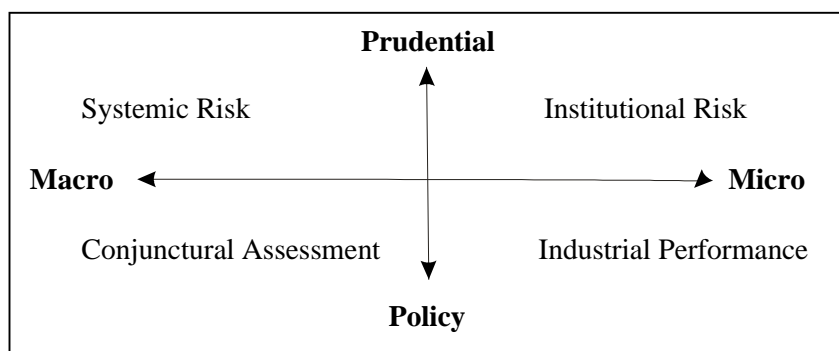 Prudential
Systemic Risk Institutional Risk
Macro Micro
Conjunctural Assessment Industrial Performance
Policy